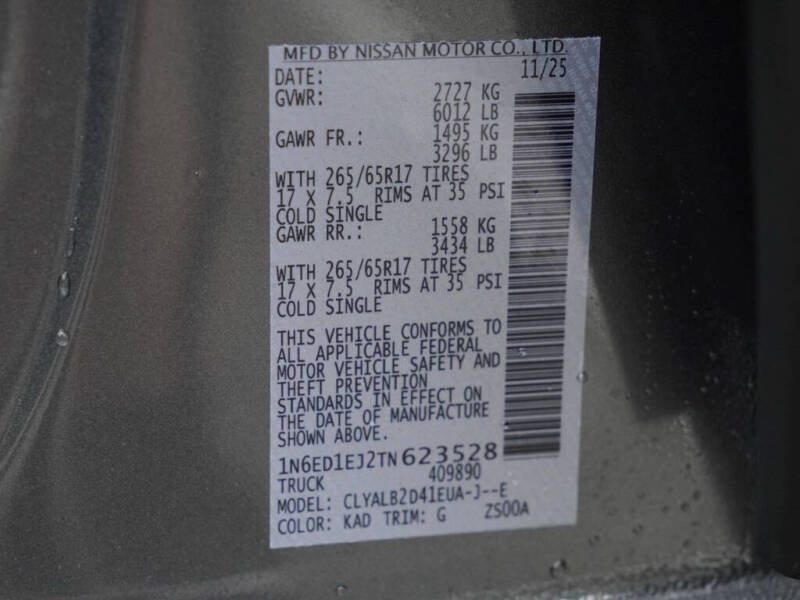 MFD BY NISSAN MOTOR CO., LTD.
DATE: 11/25
GVWR: 2727 KG
6012 LB
GAWR FR.: 1495 KG
3296 LB
WITH 265/65R17 TIRES
17 X 7.5 RIMS AT 35 PSI
COLD SINGLE
GAWR RR.: 1558 KG
3434 LB
WITH 265/65R17 TIRES
17 X 7.5 RIMS AT 35 PSI
COLD SINGLE
THIS VEHICLE CONFORMS TO
ALL APPLICABLE FEDERAL
MOTOR VEHICLE SAFETY AND
THEFT PREVENTION
STANDARDS IN EFFECT ON
THE DATE OF MANUFACTURE
SHOWN ABOVE.
1N6ED1EJ2TN623528
TRUCK 409890
MODEL: CLYALB2D41EUA-J--E
COLOR: KAD TRIM: G ZS00A